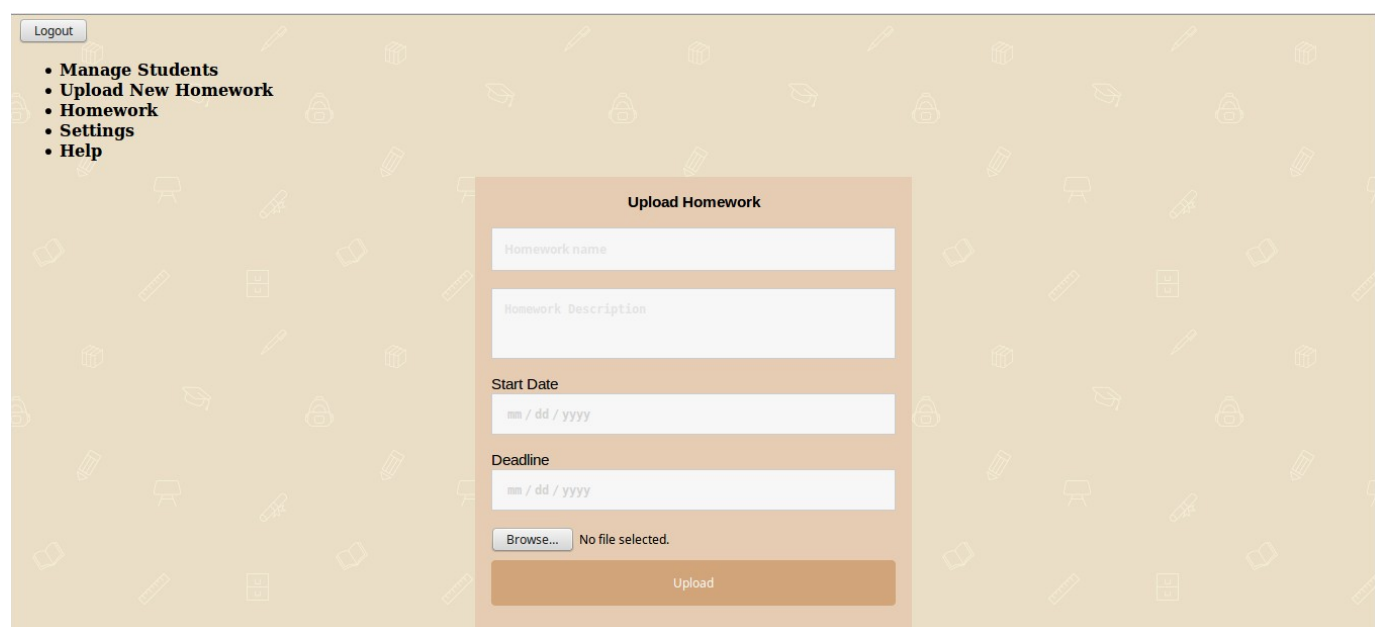 Logout
Manage Students
Upload New Homework
Homework
Settings
Help
Upload Homework
Homework name
Homework Description
Start Date
mm / dd / yyyy
Deadline
mm / dd / yyyy
Browse... No file selected.
Upload